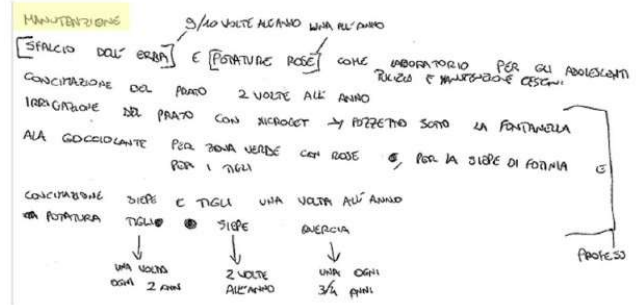 MANUTENZIONE
9/10 VOLTE ALL'ANNO UNA ALL'ANNO
[SFALCIO DELL' ERBA] E [POTATURE ROSE] COME LABORATORIO PER GLI ADOLESCENTI
PULIZIA E MANUTENZIONE CESTINI
CONCIMAZIONE DEL PRATO 2 VOLTE ALL' ANNO
IRRIGAZIONE DEL PRATO CON MICROGET → POZZETTO SOTTO LA FONTANELLA
ALA GOCCIOLANTE PER ZONA VERDE CON ROSE, PER LA SIEPE DI FOTINIA E
PER I TIGLI
CONCIMAZIONE SIEPE E TIGLI UNA VOLTA ALL' ANNO
POTATURA TIGLI SIEPE QUERCIA
UNA VOLTA OGNI 2 ANNI
2 VOLTE ALL'ANNO
UNA OGNI 3/4 ANNI